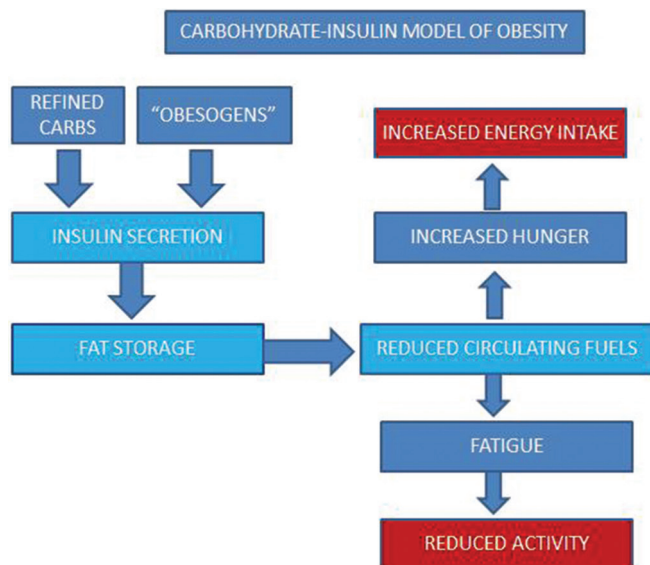 CARBOHYDRATE-INSULIN MODEL OF OBESITY
REFINED
CARBS
"OBESOGENS"
INCREASED ENERGY INTAKE
INSULIN SECRETION
INCREASED HUNGER
FAT STORAGE
REDUCED CIRCULATING FUELS
FATIGUE
REDUCED ACTIVITY